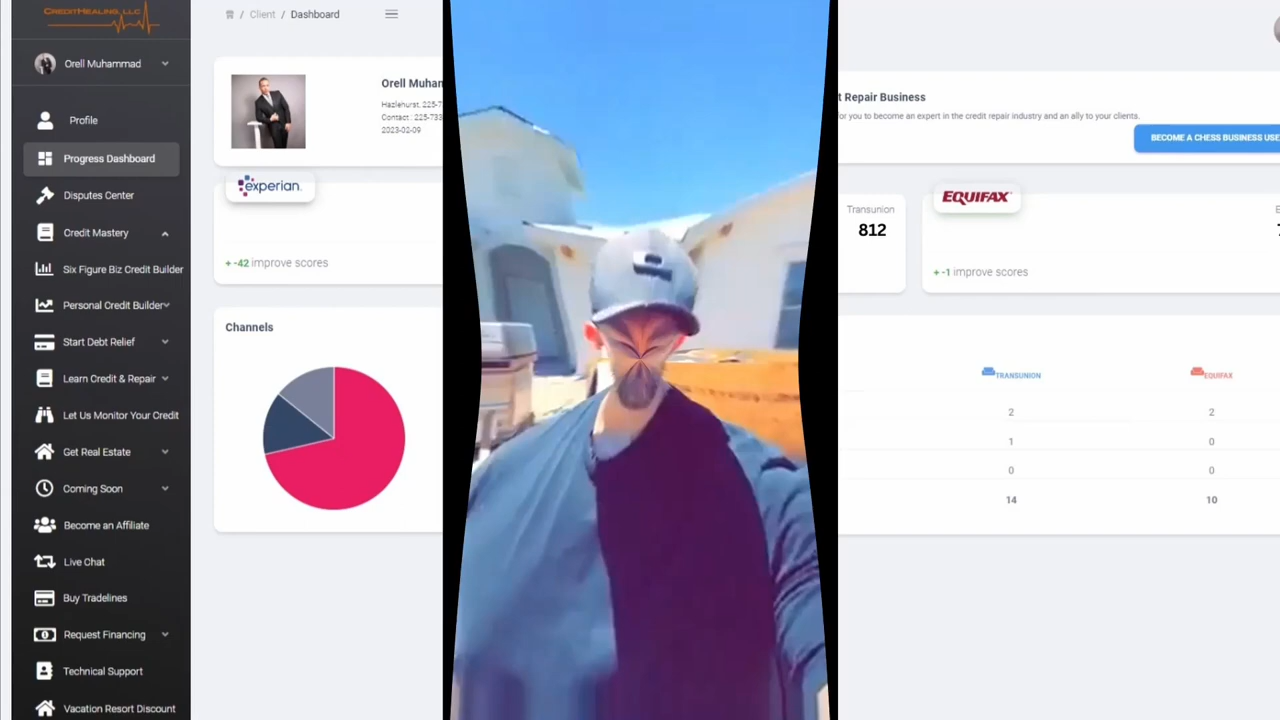 CREDITHEALING, LLC
Orell Muhammad
Profile
Progress Dashboard
Disputes Center
Credit Mastery
Six Figure Biz Credit Builder
Personal Credit Builder
Start Debt Relief
Learn Credit & Repair
Let Us Monitor Your Credit
Get Real Estate
Coming Soon
Become an Affiliate
Live Chat
Buy Tradelines
Request Financing
Technical Support
Vacation Resort Discount
/ Client / Dashboard
Orell Muham
Hazlehurst, 225-7
Contact : 225-733
2023-02-09
experian.
+ -42 improve scores
Channels
t Repair Business
for you to become an expert in the credit repair industry and an ally to your clients.
BECOME A CHESS BUSINESS USE
Transunion
812
EQUIFAX
+ -1 improve scores
TRANSUNION EQUIFAX
2 2
1 0
0 0
14 10